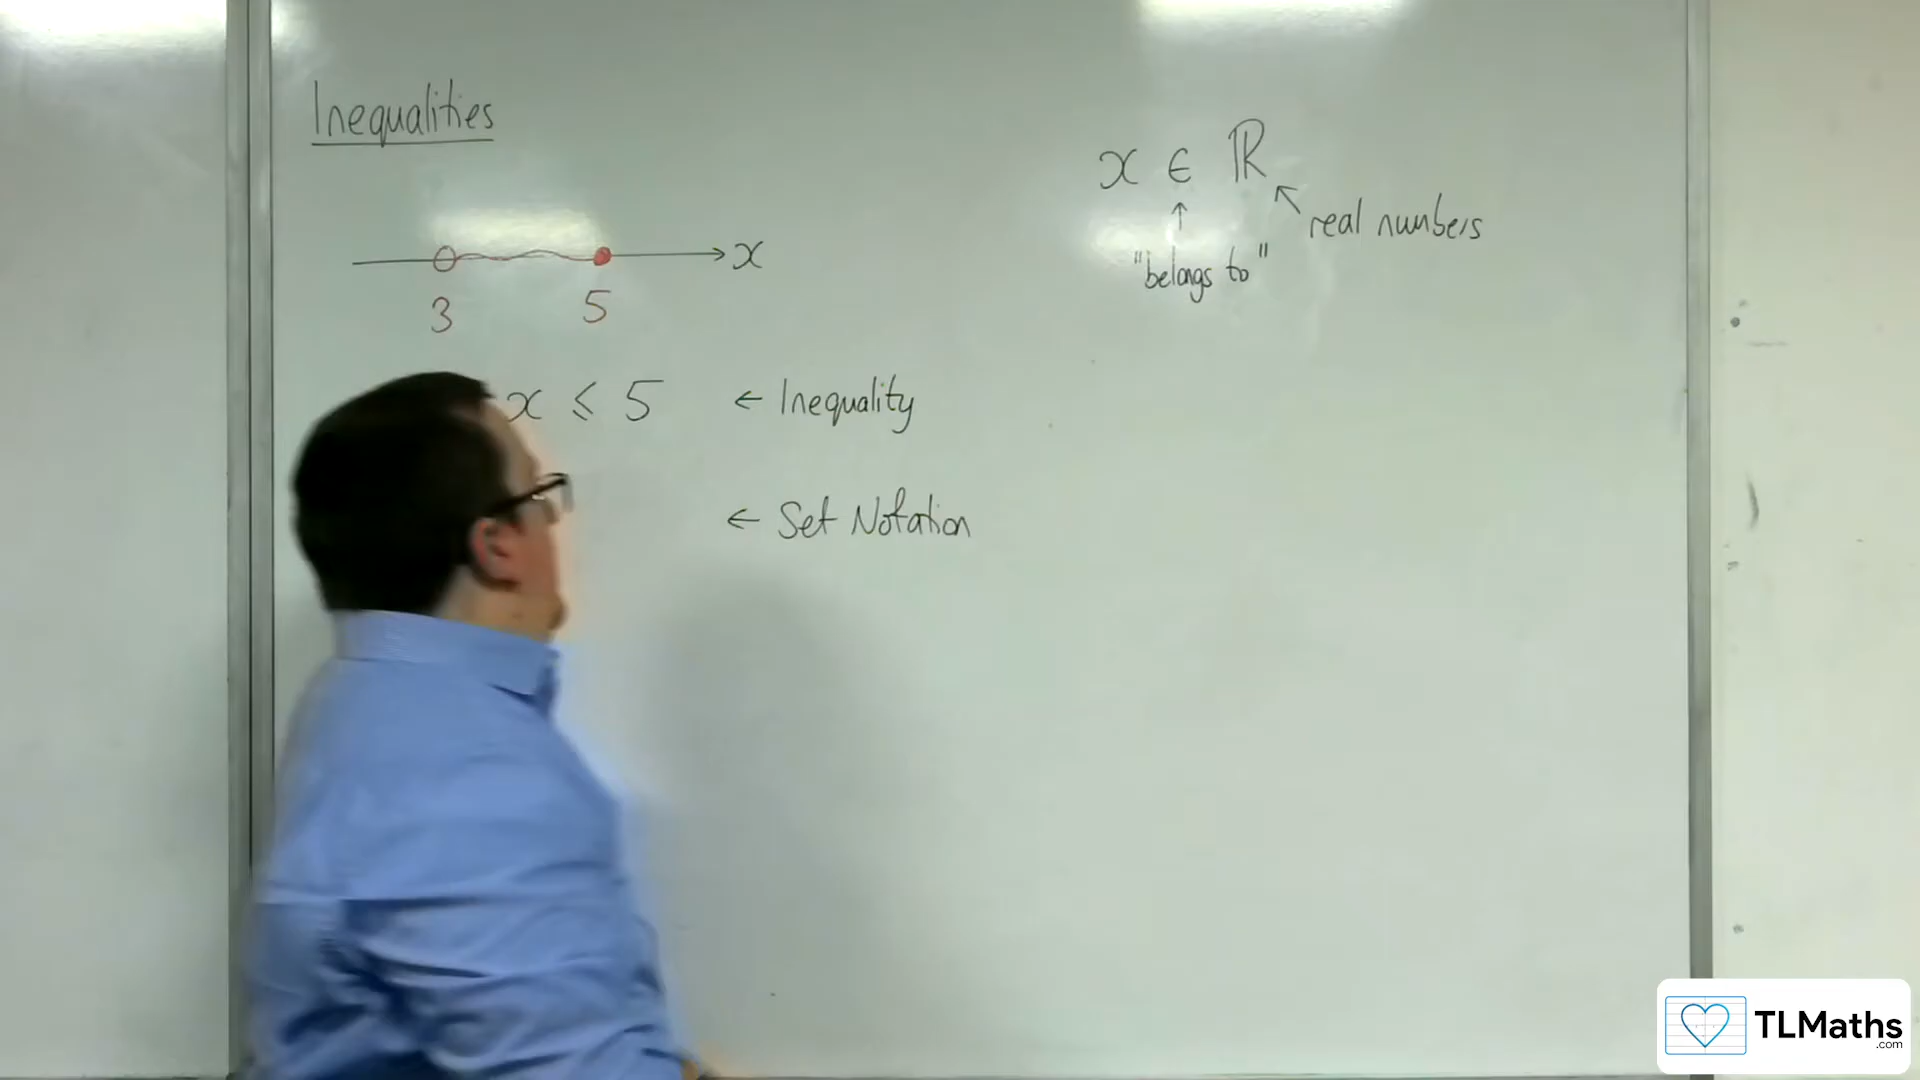 Inequalities
x ∈ ℝ
↑ ↖ real numbers
"belongs to"
x
3 5
x ⩽ 5 ← Inequality
← Set Notation
TLMaths
.com